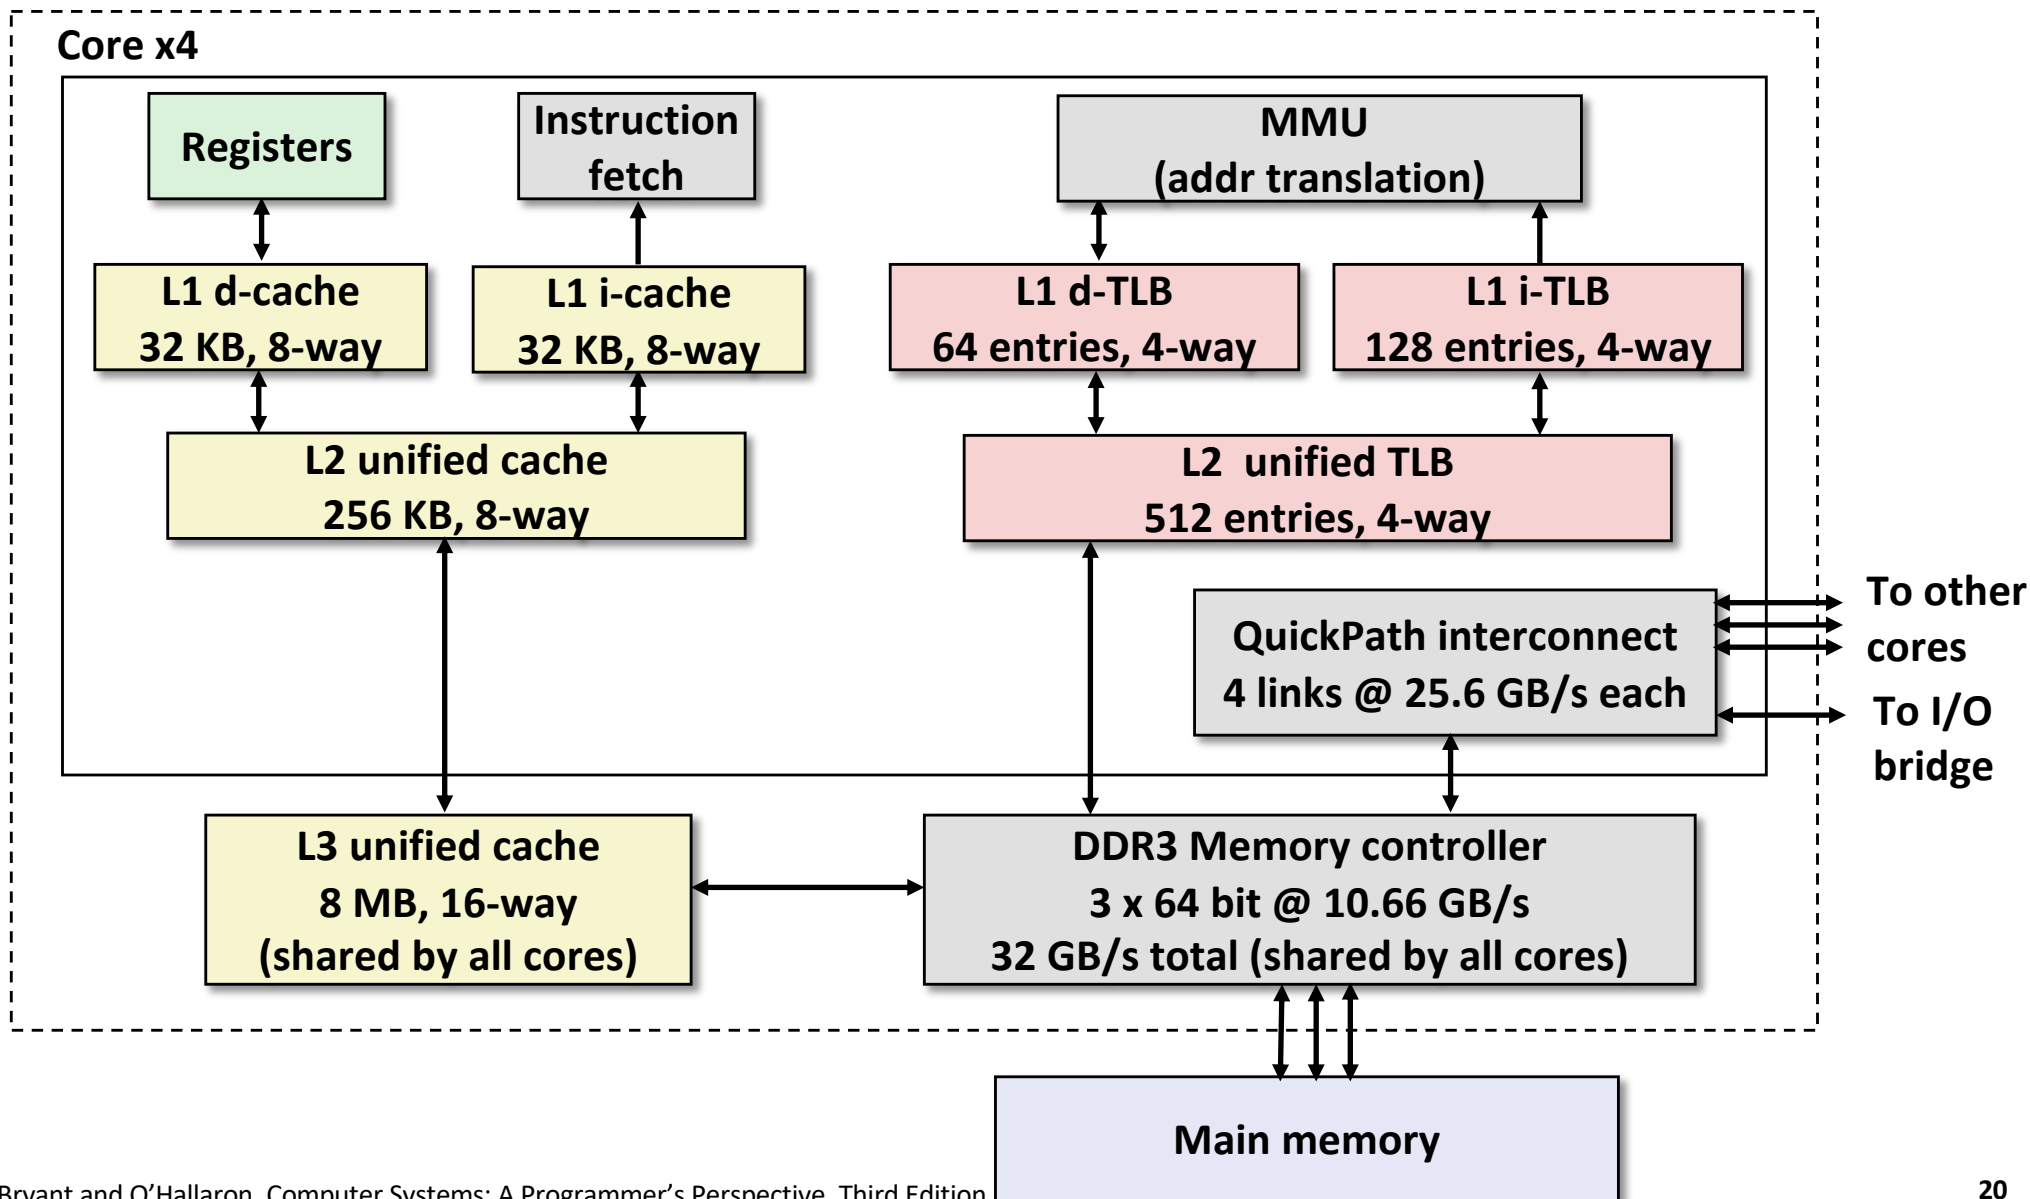 Core x4
Registers
Instruction
fetch
MMU
(addr translation)
L1 d-cache
32 KB, 8-way
L1 i-cache
32 KB, 8-way
L1 d-TLB
64 entries, 4-way
L1 i-TLB
128 entries, 4-way
L2 unified cache
256 KB, 8-way
L2 unified TLB
512 entries, 4-way
QuickPath interconnect
4 links @ 25.6 GB/s each
To other
cores
To I/O
bridge
L3 unified cache
8 MB, 16-way
(shared by all cores)
DDR3 Memory controller
3 x 64 bit @ 10.66 GB/s
32 GB/s total (shared by all cores)
Main memory
Bryant and O'Hallaron, Computer Systems: A Programmer's Perspective, Third Edition
20